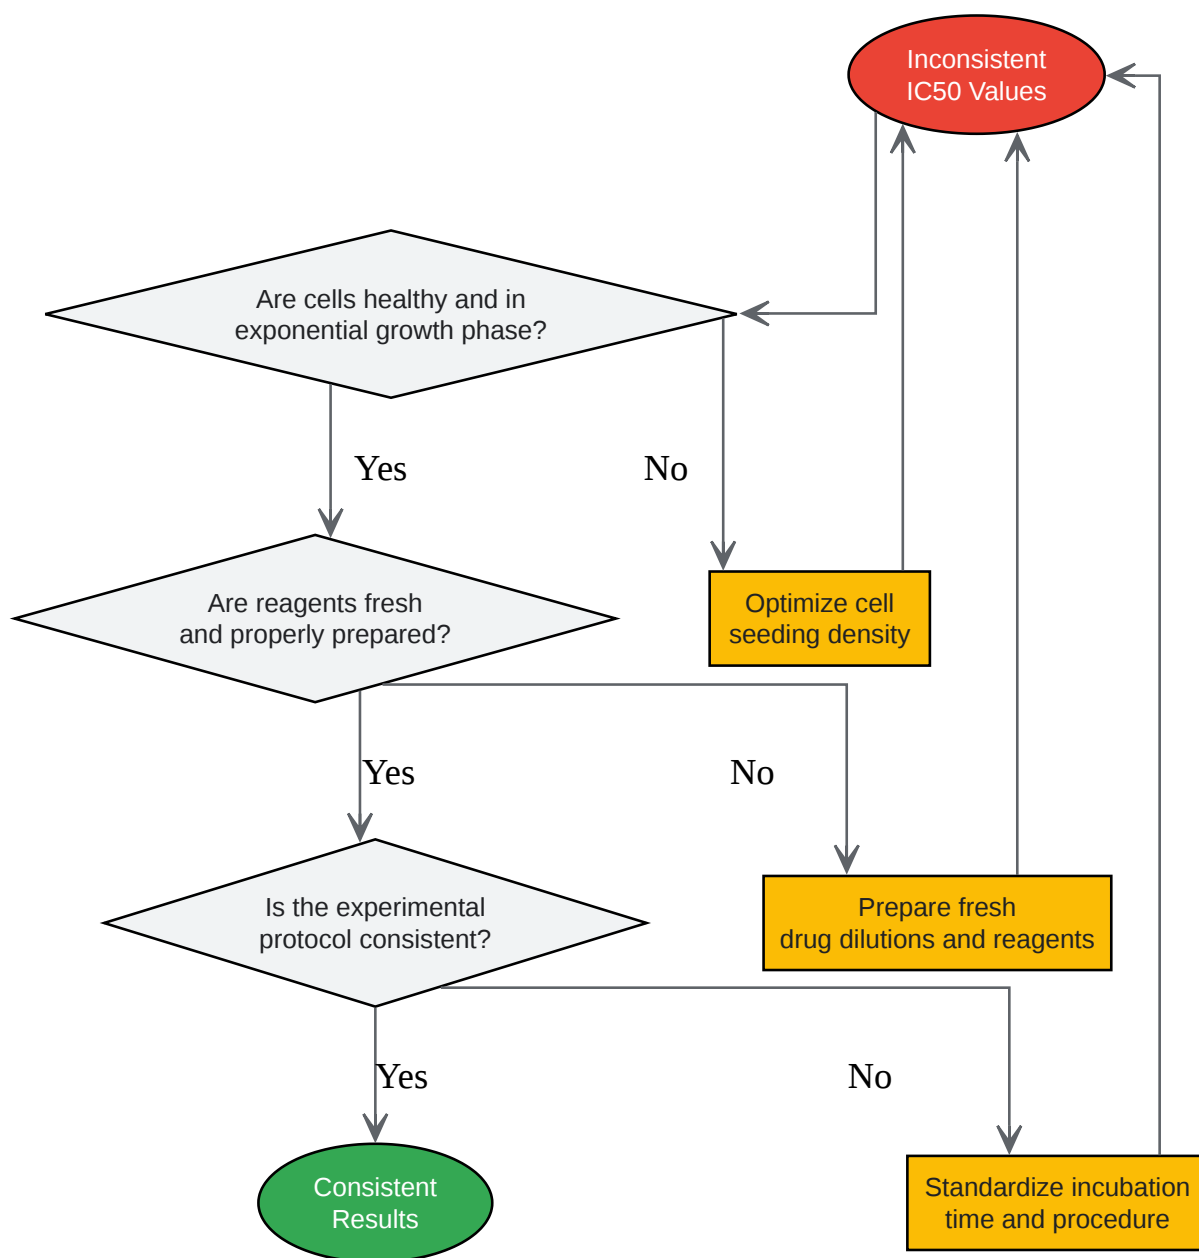 Inconsistent
IC50 Values
Are cells healthy and in
exponential growth phase?
Yes
No
Are reagents fresh
and properly prepared?
Optimize cell
seeding density
Yes
No
Is the experimental
protocol consistent?
Prepare fresh
drug dilutions and reagents
Yes
No
Consistent
Results
Standardize incubation
time and procedure